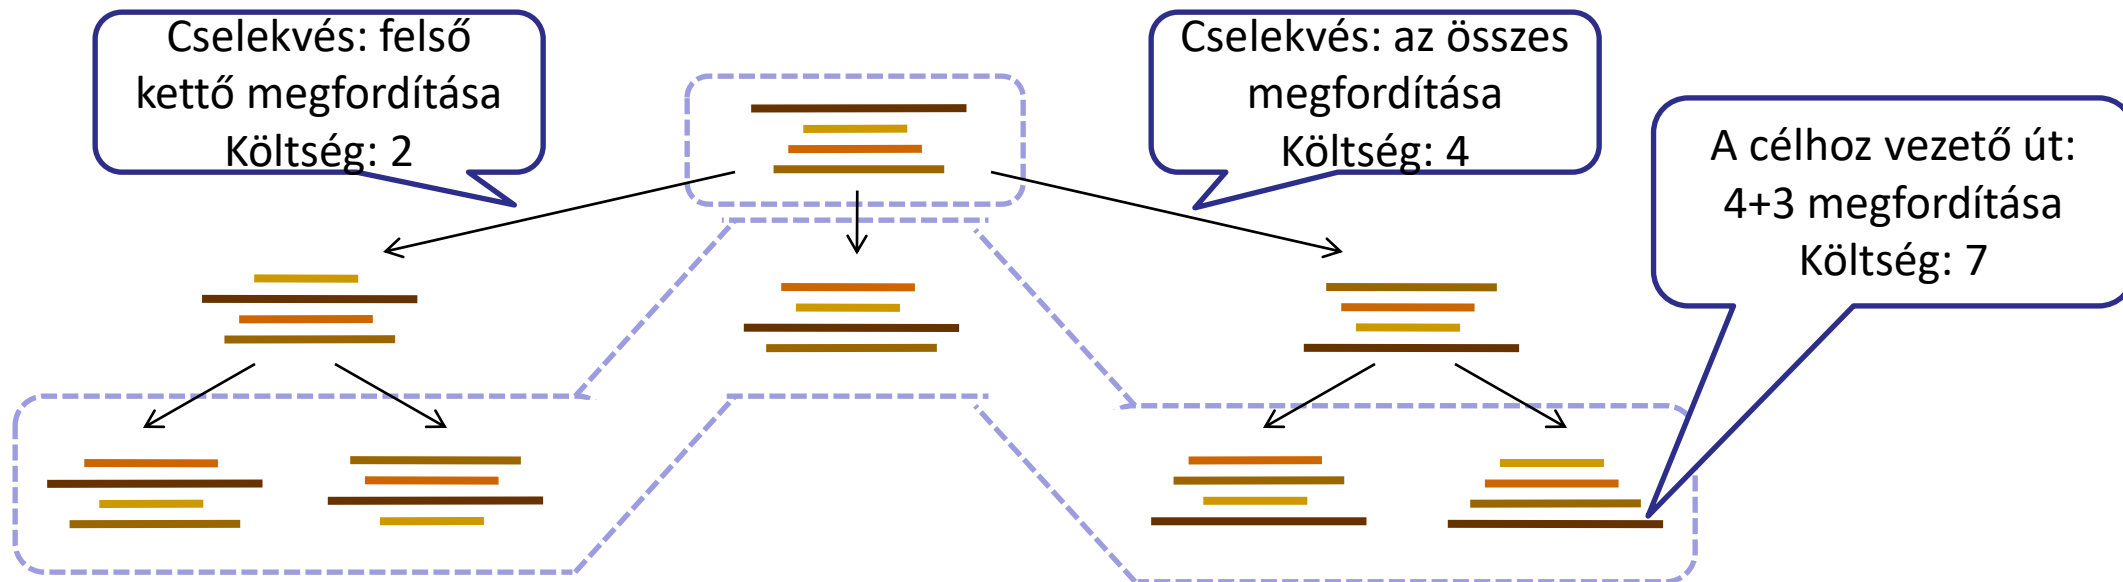 Cselekvés: felső
kettő megfordítása
Költség: 2
Cselekvés: az összes
megfordítása
Költség: 4
A célhoz vezető út:
4+3 megfordítása
Költség: 7